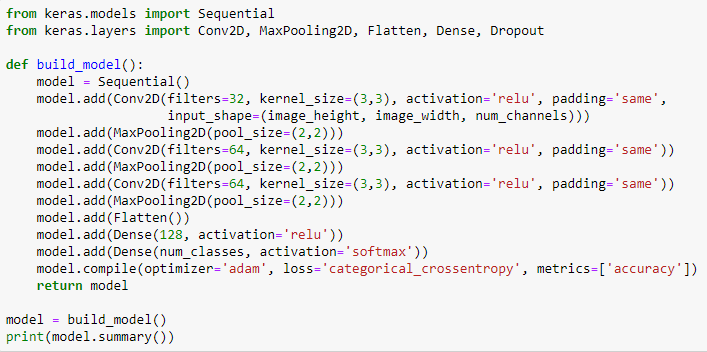 from keras.models import Sequential
from keras.layers import Conv2D, MaxPooling2D, Flatten, Dense, Dropout

def build_model():
    model = Sequential()
    model.add(Conv2D(filters=32, kernel_size=(3,3), activation='relu', padding='same',
                     input_shape=(image_height, image_width, num_channels)))
    model.add(MaxPooling2D(pool_size=(2,2)))
    model.add(Conv2D(filters=64, kernel_size=(3,3), activation='relu', padding='same'))
    model.add(MaxPooling2D(pool_size=(2,2)))
    model.add(Conv2D(filters=64, kernel_size=(3,3), activation='relu', padding='same'))
    model.add(MaxPooling2D(pool_size=(2,2)))
    model.add(Flatten())
    model.add(Dense(128, activation='relu'))
    model.add(Dense(num_classes, activation='softmax'))
    model.compile(optimizer='adam', loss='categorical_crossentropy', metrics=['accuracy'])
    return model

model = build_model()
print(model.summary())